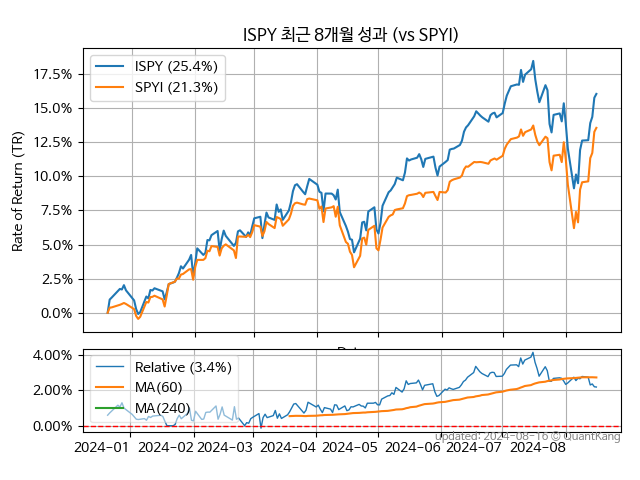 ISPY 최근 8개월 성과 (vs SPYI)
ISPY (25.4%)
SPYI (21.3%)
17.5%
15.0%
12.5%
10.0%
7.5%
5.0%
2.5%
0.0%
Rate of Return (TR)
4.00%
2.00%
0.00%
Relative (3.4%)
MA(60)
MA(240)
2024-01
2024-02
2024-03
2024-04
2024-05
2024-06
2024-07
2024-08
updated: 2024-08-16 © QuantKang